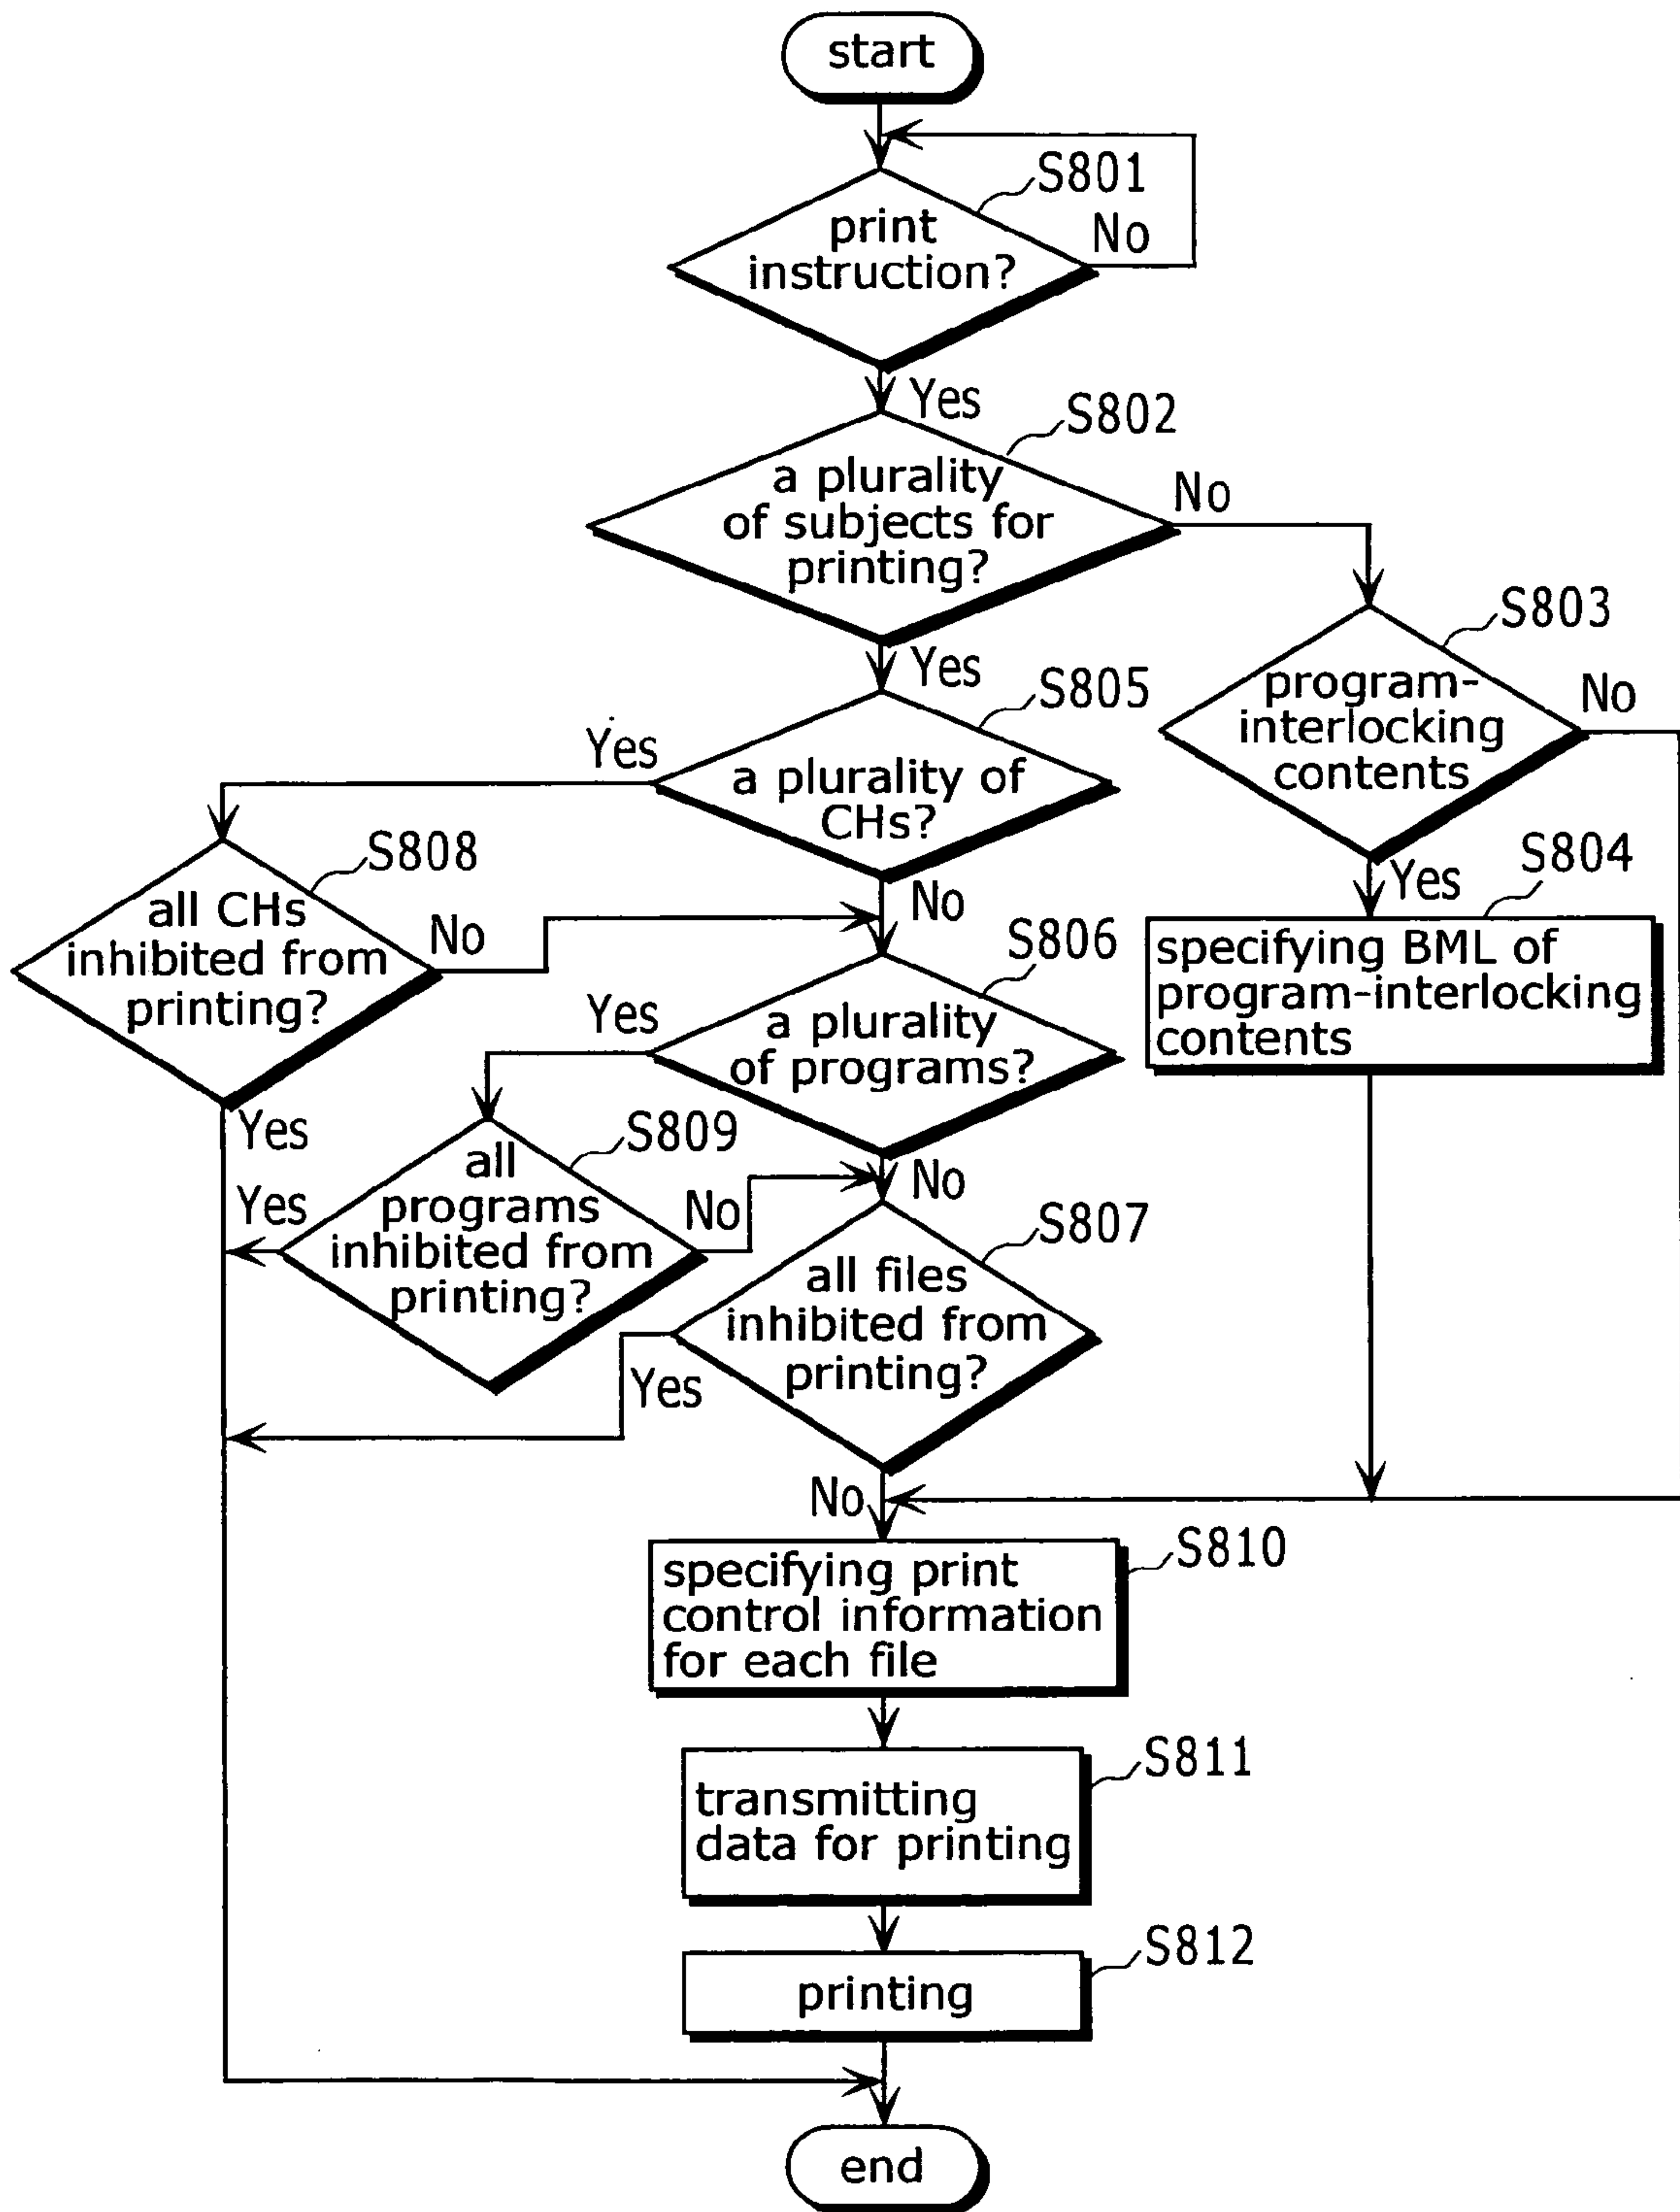 start
S801
print
instruction?
No
Yes
S802
a plurality
of subjects for
printing?
No
Yes
S803
program-
interlocking
contents
No
Yes
S804
specifying BML of
program-interlocking
contents
S805
Yes
a plurality of
CHs?
No
S808
all CHs
inhibited from
printing?
No
Yes
S806
Yes
a plurality
of programs?
No
S809
all
programs
inhibited from
printing?
Yes
No
S807
all files
inhibited from
printing?
Yes
No
S810
specifying print
control information
for each file
S811
transmitting
data for printing
S812
printing
end